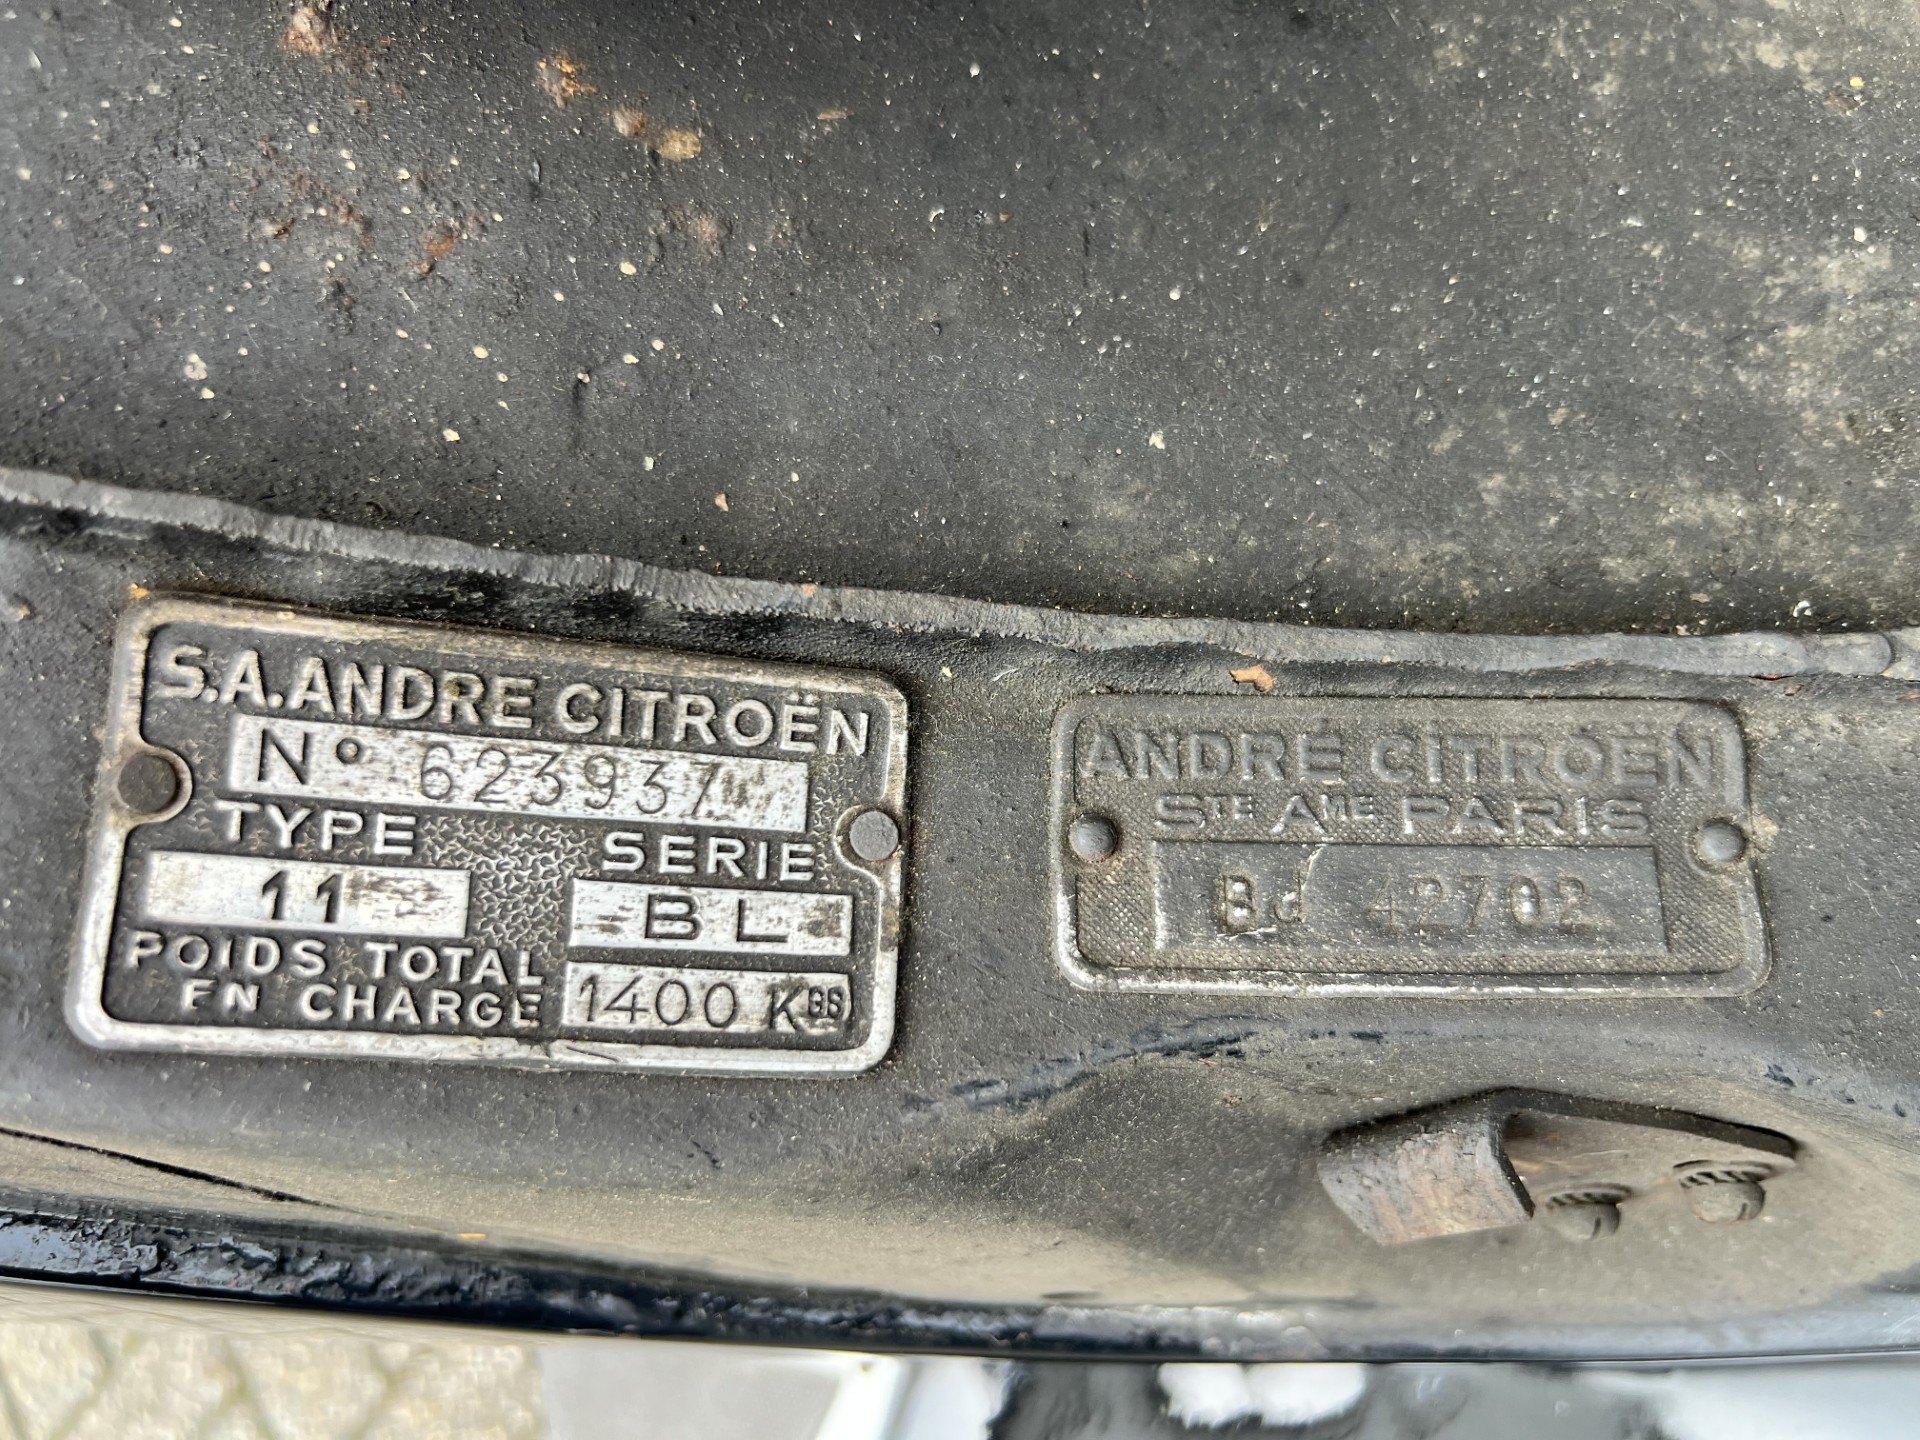 S.A. ANDRE CITROËN
N° 623937
TYPE SERIE
11 =BL=
POIDS TOTAL
EN CHARGE 1400 KGS
ANDRE CITROËN
STE AME PARIS
Bd 42702